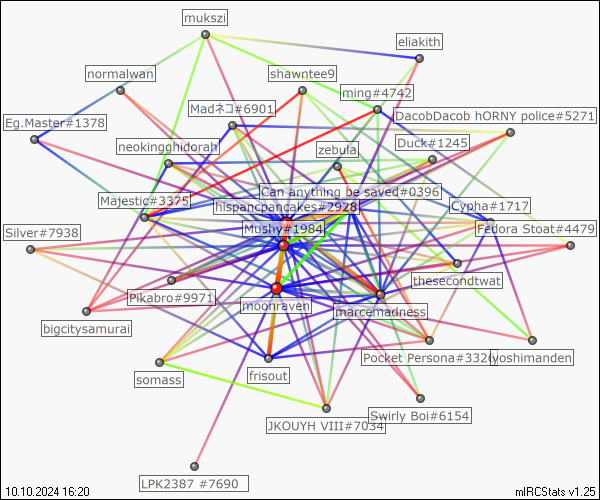 mukszi
eliakith
normalwan
shawntee9
ming#4742
Madネコ#6901
DacobDacob hORNY police#5271
Eg.Master#1378
neokingghidorah
zebula
Duck#1245
Can anything be saved#0396
Majestic#3375
hispancpancakes#2928
Cypha#1717
Silver#7938
Mushy#1984
Fedora Stoat#4479
thesecondtwat
Pikabro#9971
moonraven
marcemadness
bigcitysamurai
Pocket Persona#3326
yoshimanden
somass
frisout
JKOUYH VIII#7034
Swirly Boi#6154
LPK2387 #7690
10.10.2024 16:20
mIRCStats v1.25